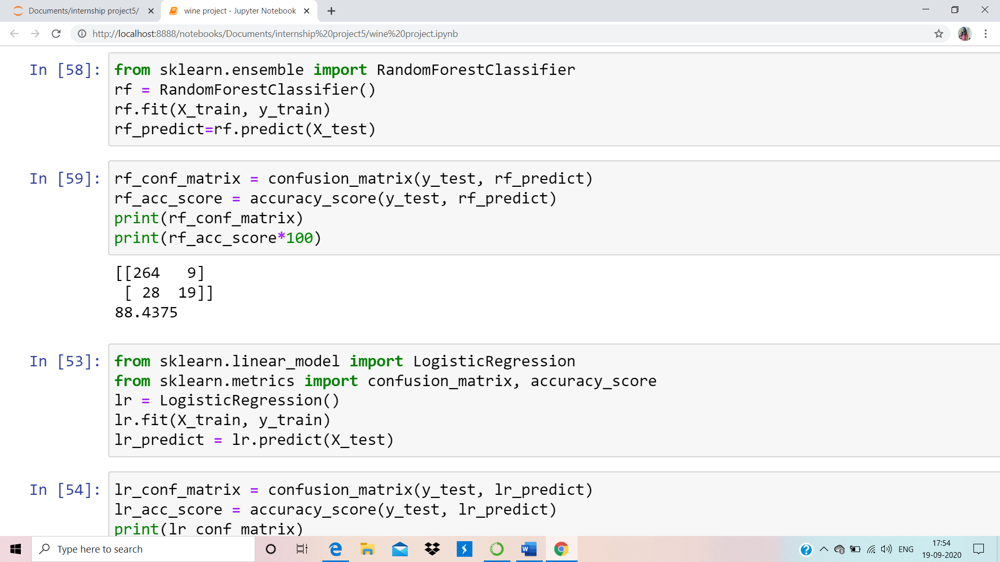 Documents/internship project5/
wine project - Jupyter Notebook
http://localhost:8888/notebooks/Documents/internship%20project5/wine%20project.ipynb
In [58]:
from sklearn.ensemble import RandomForestClassifier
rf = RandomForestClassifier()
rf.fit(X_train, y_train)
rf_predict=rf.predict(X_test)
In [59]:
rf_conf_matrix = confusion_matrix(y_test, rf_predict)
rf_acc_score = accuracy_score(y_test, rf_predict)
print(rf_conf_matrix)
print(rf_acc_score*100)
[[264   9]
 [ 28  19]]
88.4375
In [53]:
from sklearn.linear_model import LogisticRegression
from sklearn.metrics import confusion_matrix, accuracy_score
lr = LogisticRegression()
lr.fit(X_train, y_train)
lr_predict = lr.predict(X_test)
In [54]:
lr_conf_matrix = confusion_matrix(y_test, lr_predict)
lr_acc_score = accuracy_score(y_test, lr_predict)
print(lr_conf_matrix)
Type here to search
ENG
17:54
19-09-2020